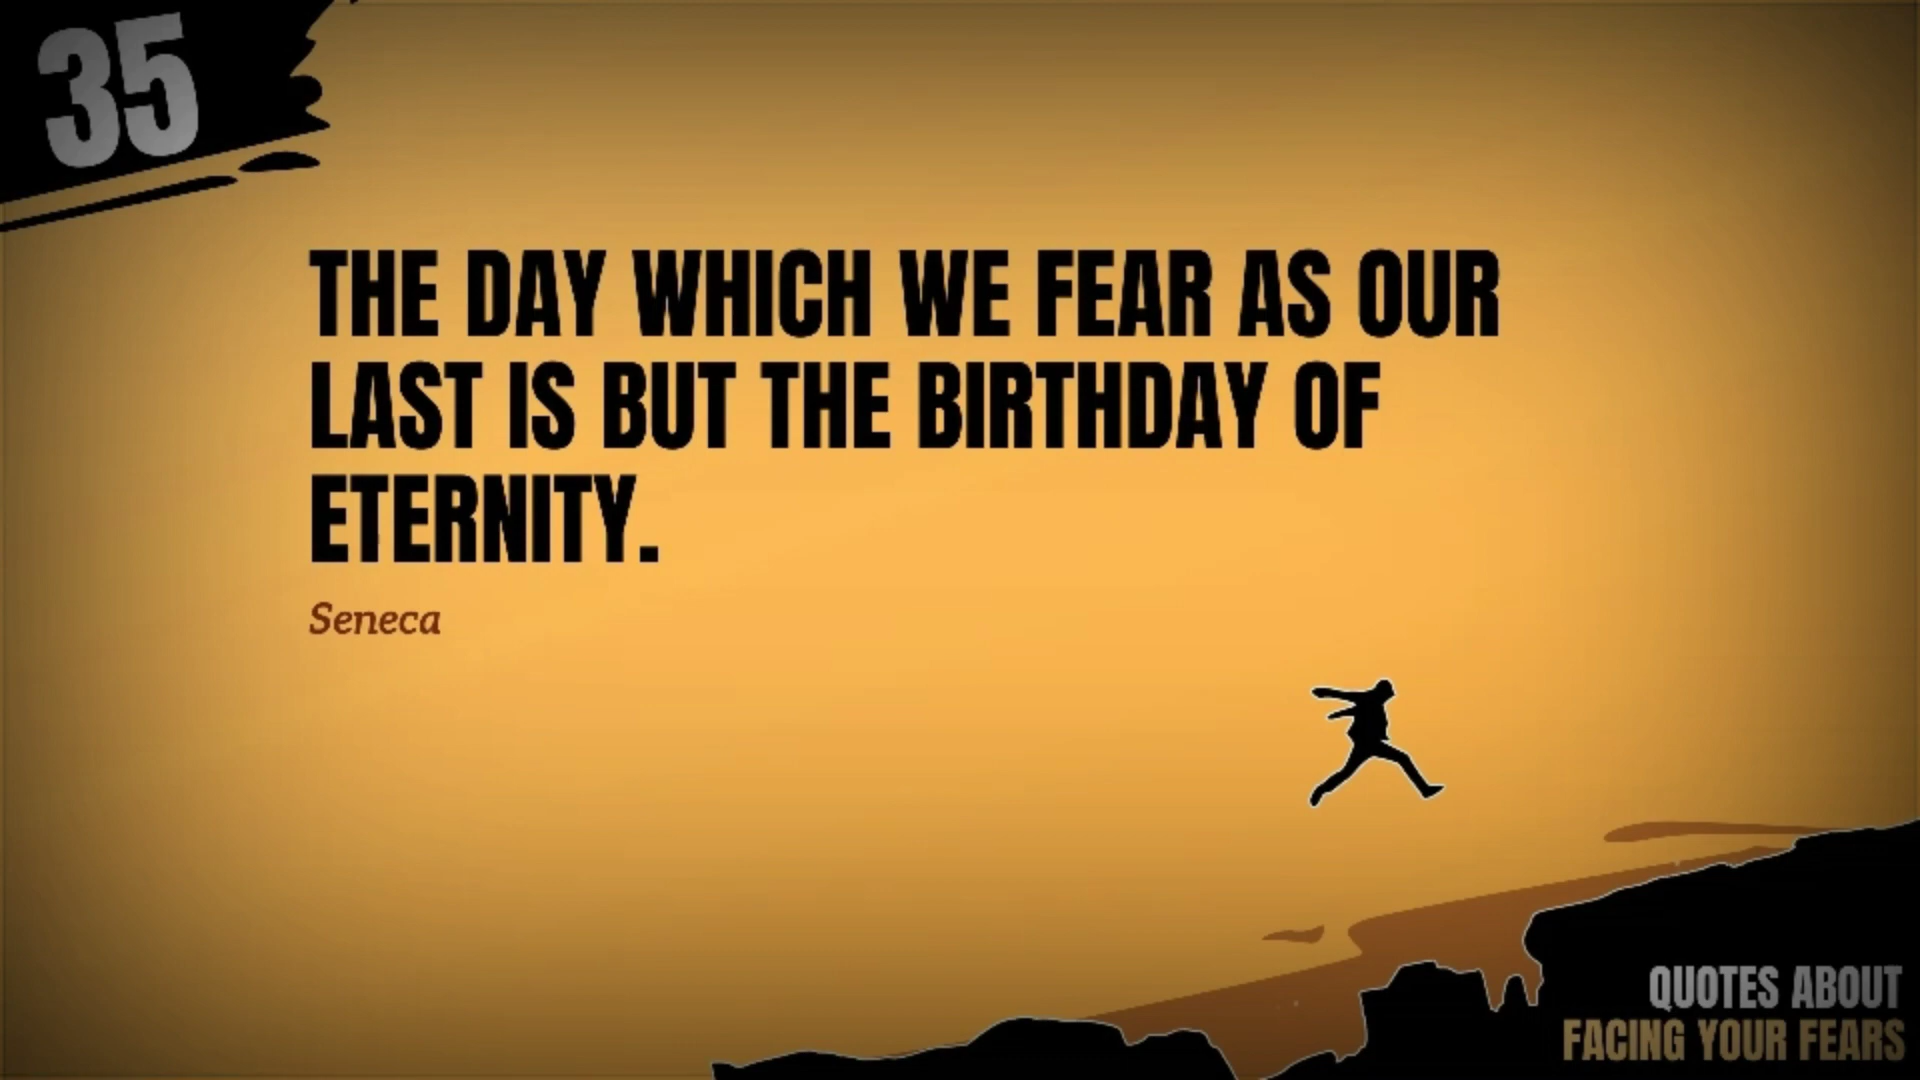 35
THE DAY WHICH WE FEAR AS OUR
LAST IS BUT THE BIRTHDAY OF
ETERNITY.
Seneca
QUOTES ABOUT
FACING YOUR FEARS